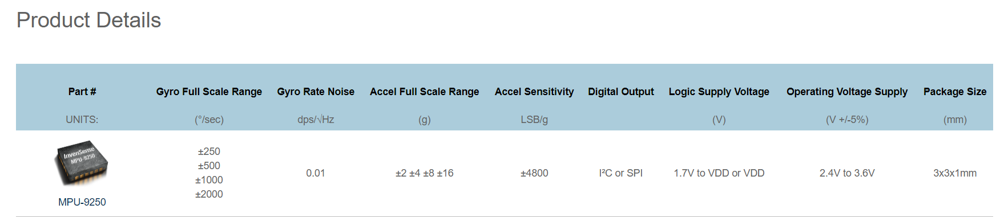 Product Details
Part # Gyro Full Scale Range Gyro Rate Noise Accel Full Scale Range Accel Sensitivity Digital Output Logic Supply Voltage Operating Voltage Supply Package Size
UNITS: (°/sec) dps/√Hz (g) LSB/g (V) (V +/-5%) (mm)
InvenSense
MPU-9250
MPU-9250
±250
±500
±1000
±2000
0.01
±2 ±4 ±8 ±16
±4800
I²C or SPI
1.7V to VDD or VDD
2.4V to 3.6V
3x3x1mm